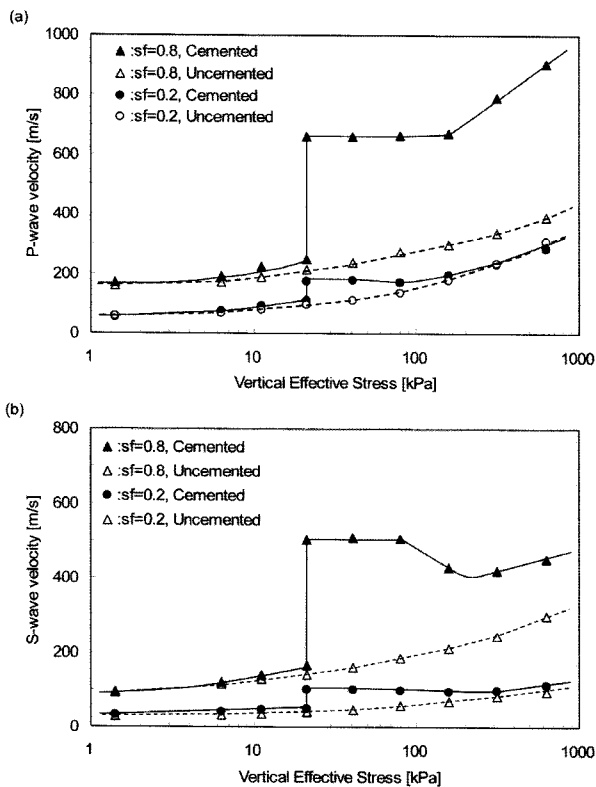 (a)
1000
▲ :sf=0.8, Cemented
△ :sf=0.8, Uncemented
● :sf=0.2, Cemented
○ :sf=0.2, Uncemented
800
600
400
200
0
P-wave velocity [m/s]
1 10 100 1000
Vertical Effective Stress [kPa]
(b)
800
▲ :sf=0.8, Cemented
△ :sf=0.8, Uncemented
● :sf=0.2, Cemented
△ :sf=0.2, Uncemented
600
400
200
0
S-wave velocity [m/s]
1 10 100 1000
Vertical Effective Stress [kPa]